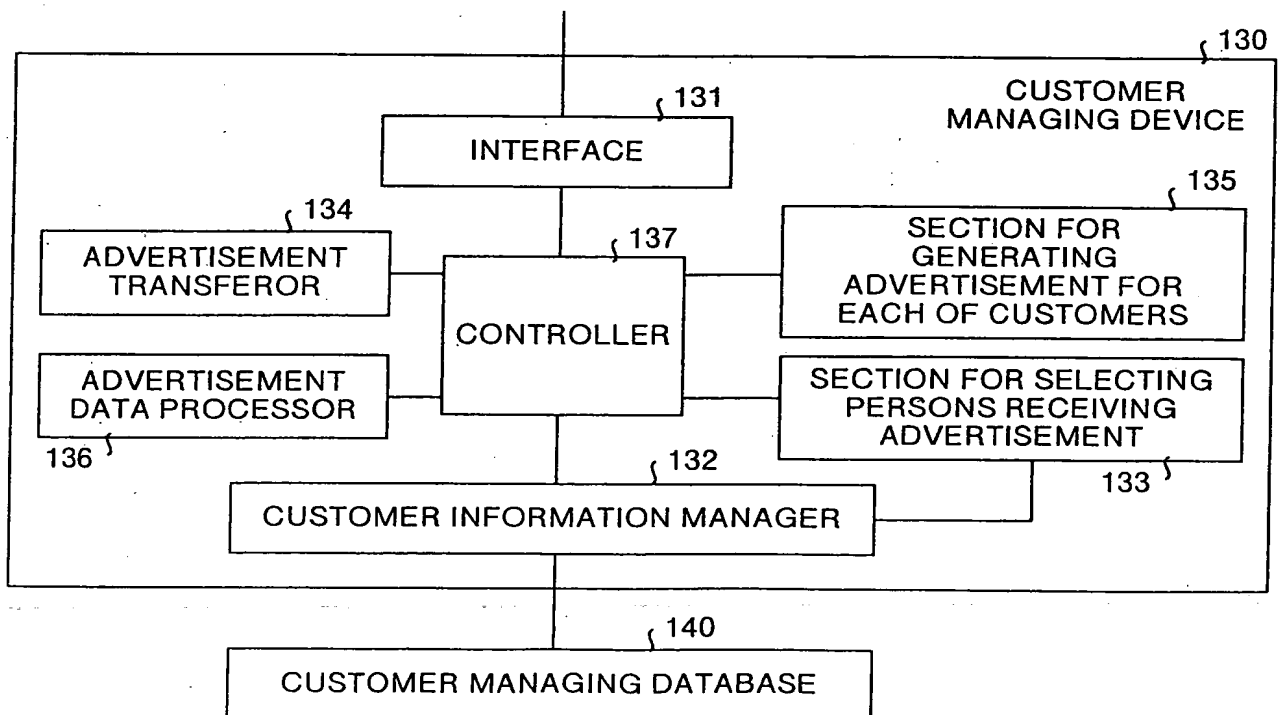 130
CUSTOMER
MANAGING DEVICE
131
INTERFACE
134
ADVERTISEMENT
TRANSFEROR
137
CONTROLLER
135
SECTION FOR
GENERATING
ADVERTISEMENT FOR
EACH OF CUSTOMERS
ADVERTISEMENT
DATA PROCESSOR
136
SECTION FOR SELECTING
PERSONS RECEIVING
ADVERTISEMENT
133
132
CUSTOMER INFORMATION MANAGER
140
CUSTOMER MANAGING DATABASE